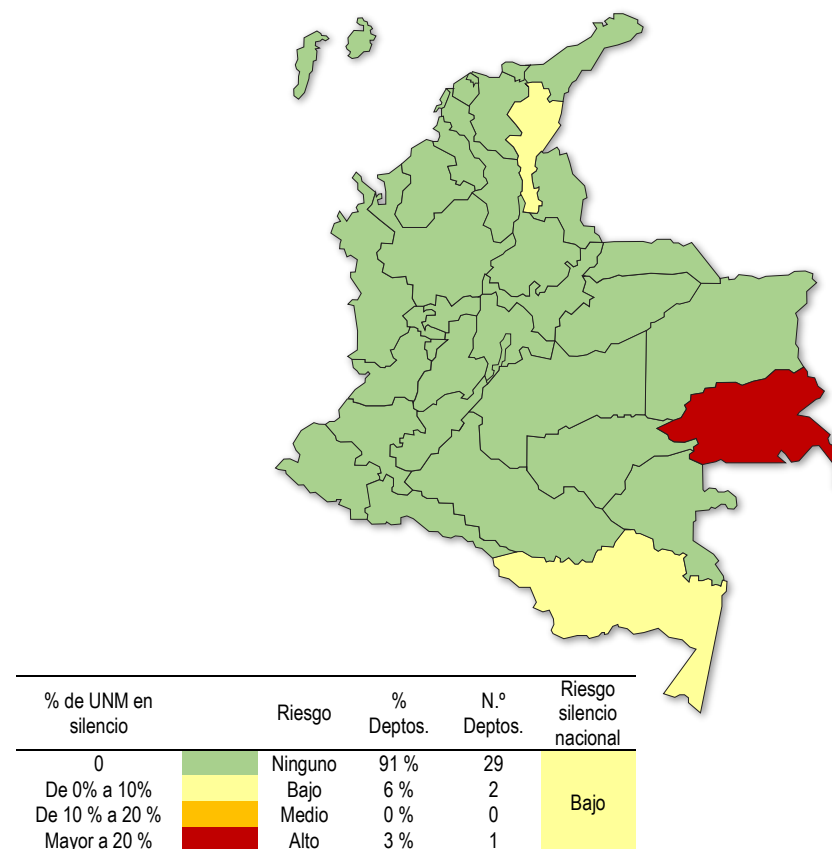 % de UNM en silencio Riesgo % Deptos. N.º Deptos. Riesgo silencio nacional
0 Ninguno 91 % 29
De 0% a 10% Bajo 6 % 2 Bajo
De 10 % a 20 % Medio 0 % 0
Mayor a 20 % Alto 3 % 1